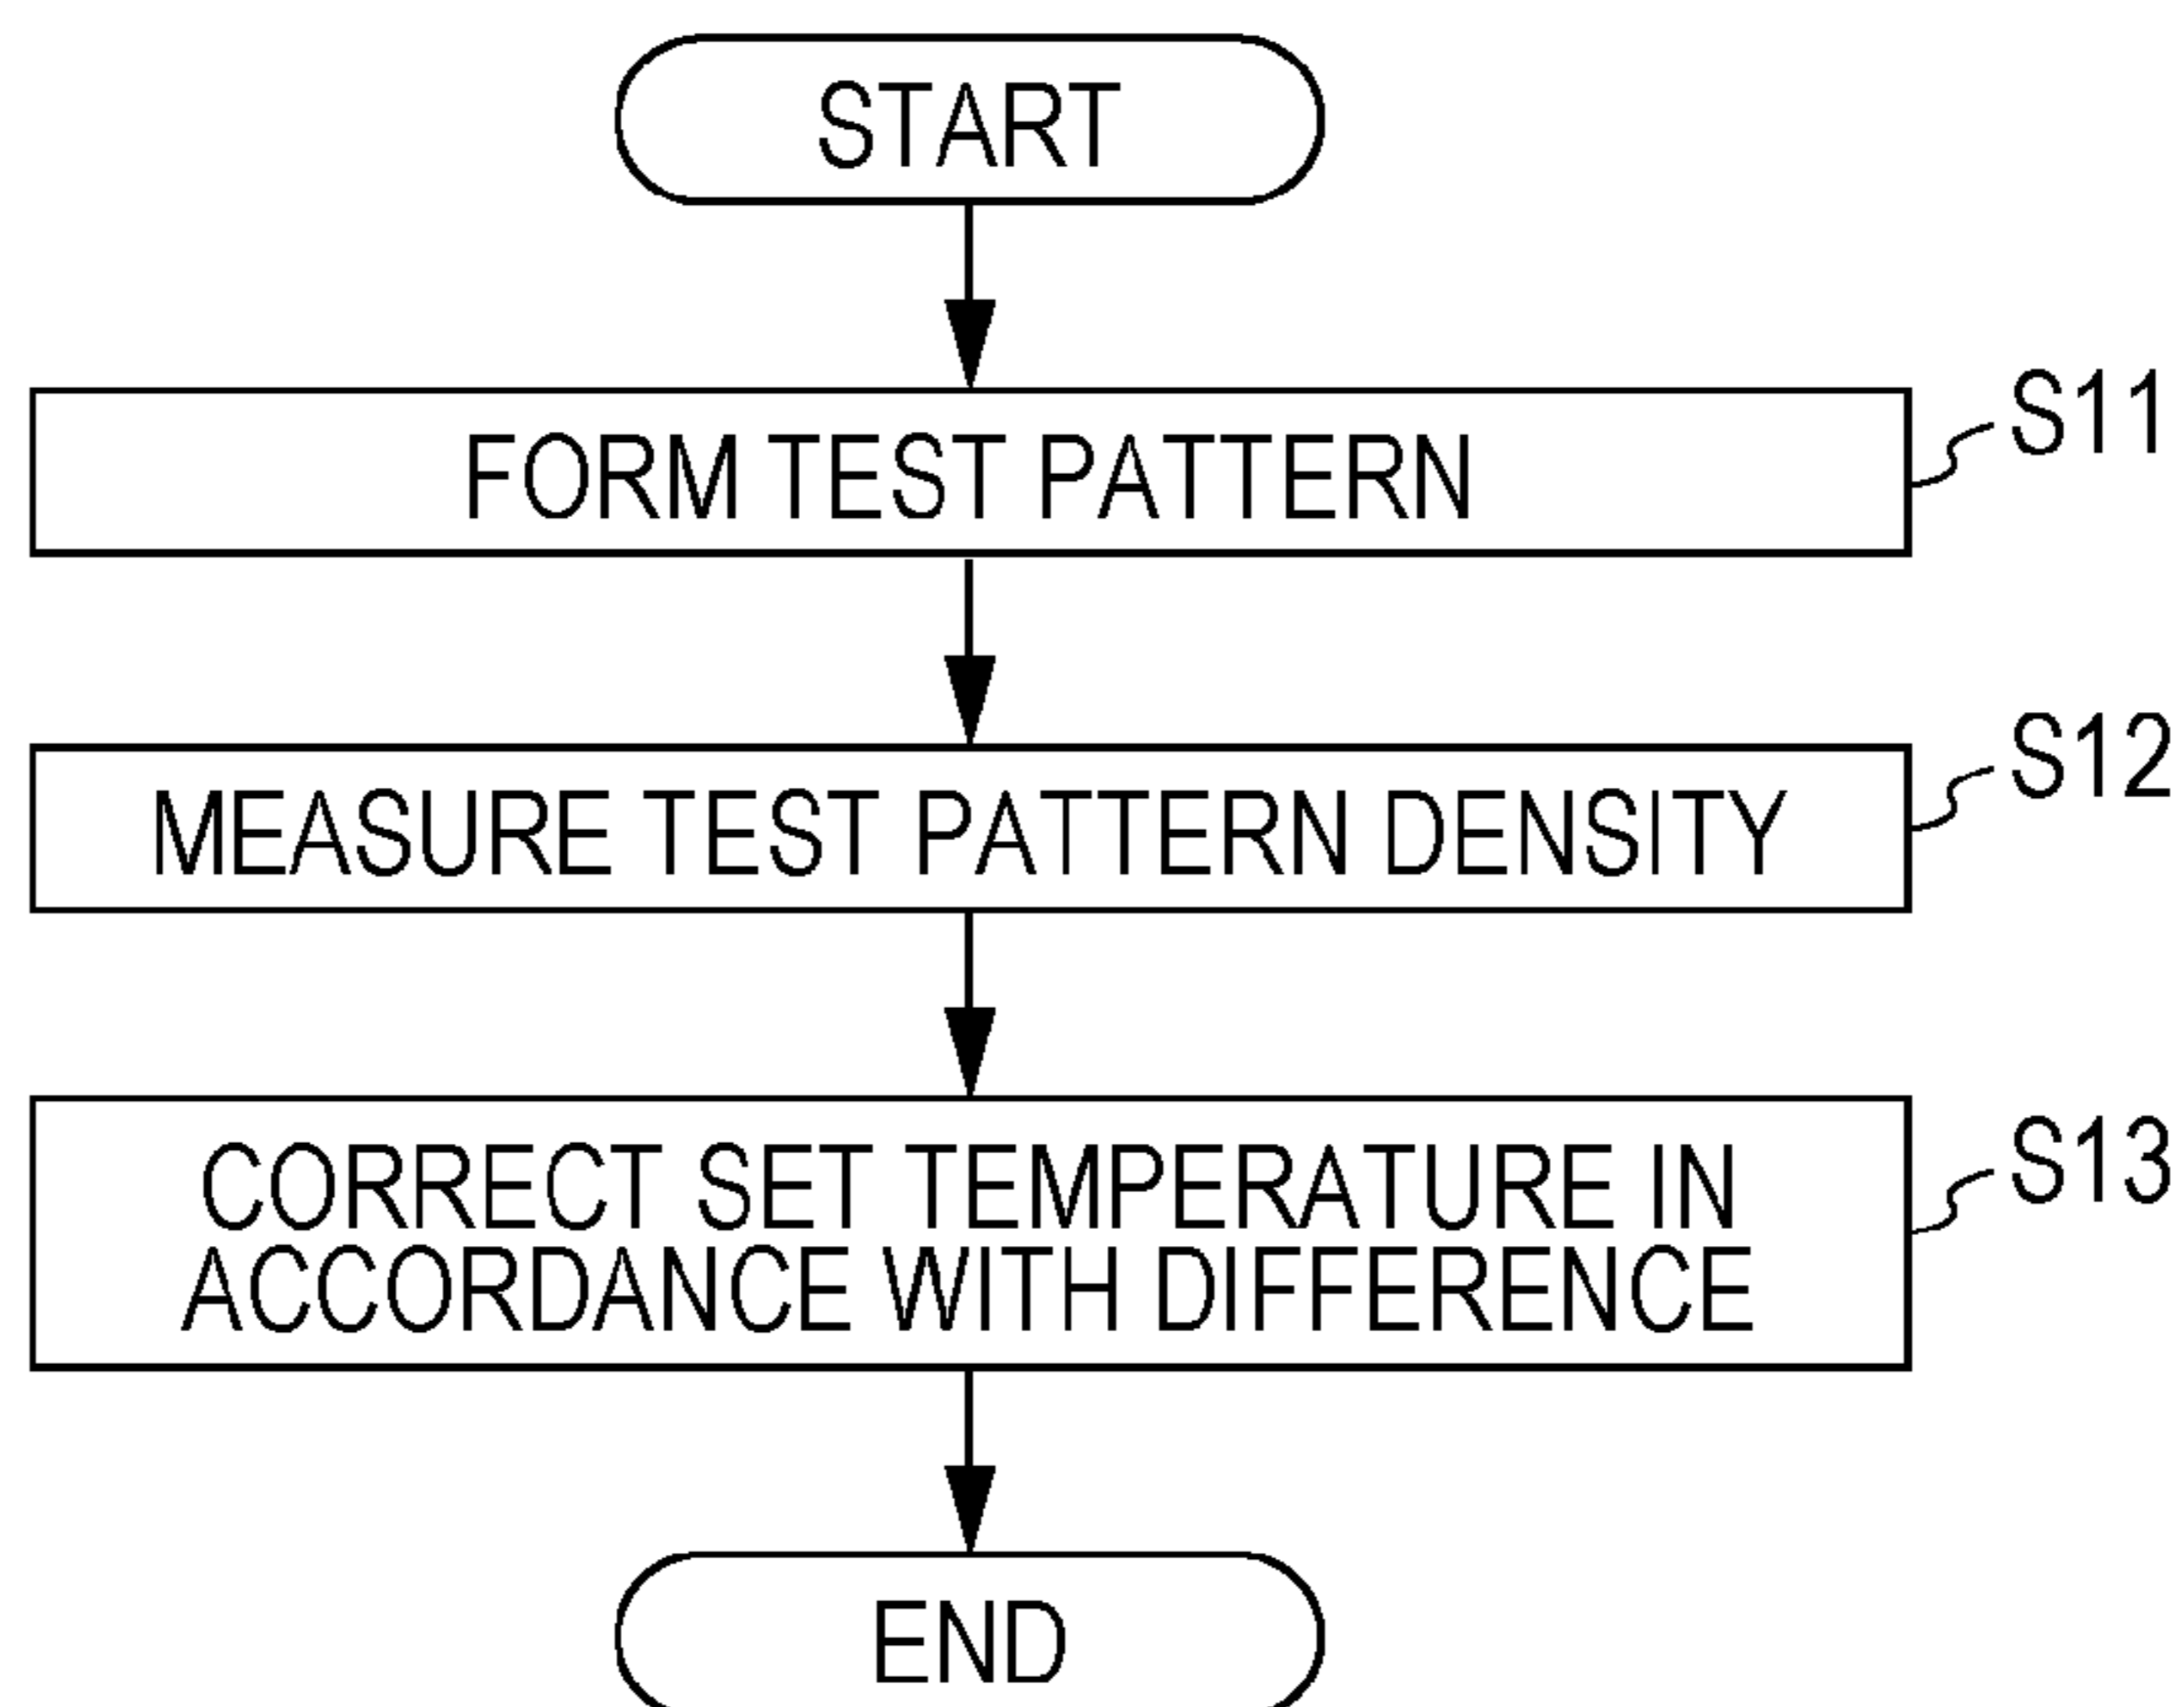 START
FORM TEST PATTERN
S11
MEASURE TEST PATTERN DENSITY
S12
CORRECT SET TEMPERATURE IN
ACCORDANCE WITH DIFFERENCE
S13
END